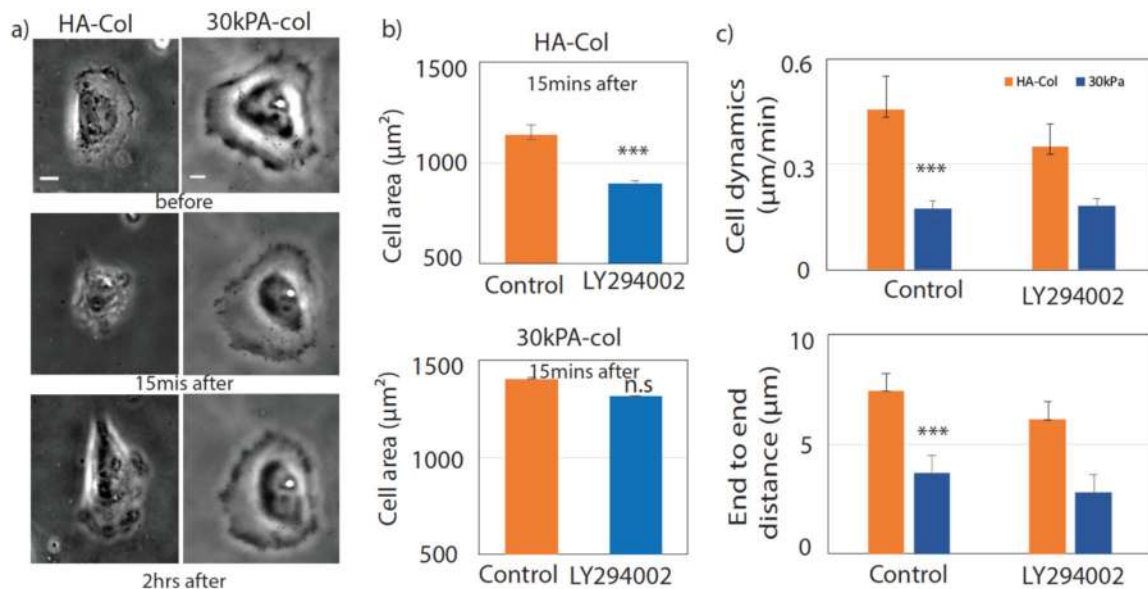 a)
HA-Col 30kPA-col
before
15mis after
2hrs after
b)
HA-Col
15mins after
1500
1000
500
Cell area (µm²)
***
Control LY294002
30kPA-col
15mins after
1500
1000
500
Cell area (µm²)
n.s
Control LY294002
c)
0.6
0.3
0
Cell dynamics
(µm/min)
HA-Col 30kPa
***
Control LY294002
10
5
0
End to end
distance (µm)
***
Control LY294002